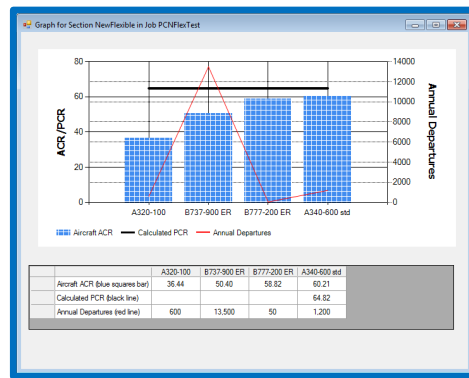 Graph for Section NewFlexible in Job PCNFlexTest
80
60
40
20
0
ACR/PCR
14000
12000
10000
8000
6000
4000
2000
0
Annual Departures
A320-100 B737-900 ER B777-200 ER A340-600 std
Aircraft ACR Calculated PCR Annual Departures
A320-100 B737-900 ER B777-200 ER A340-600 std
Aircraft ACR (blue squares bar) 36.44 50.40 58.82 60.21
Calculated PCR (black line) 64.82
Annual Departures (red line) 600 13,500 50 1,200